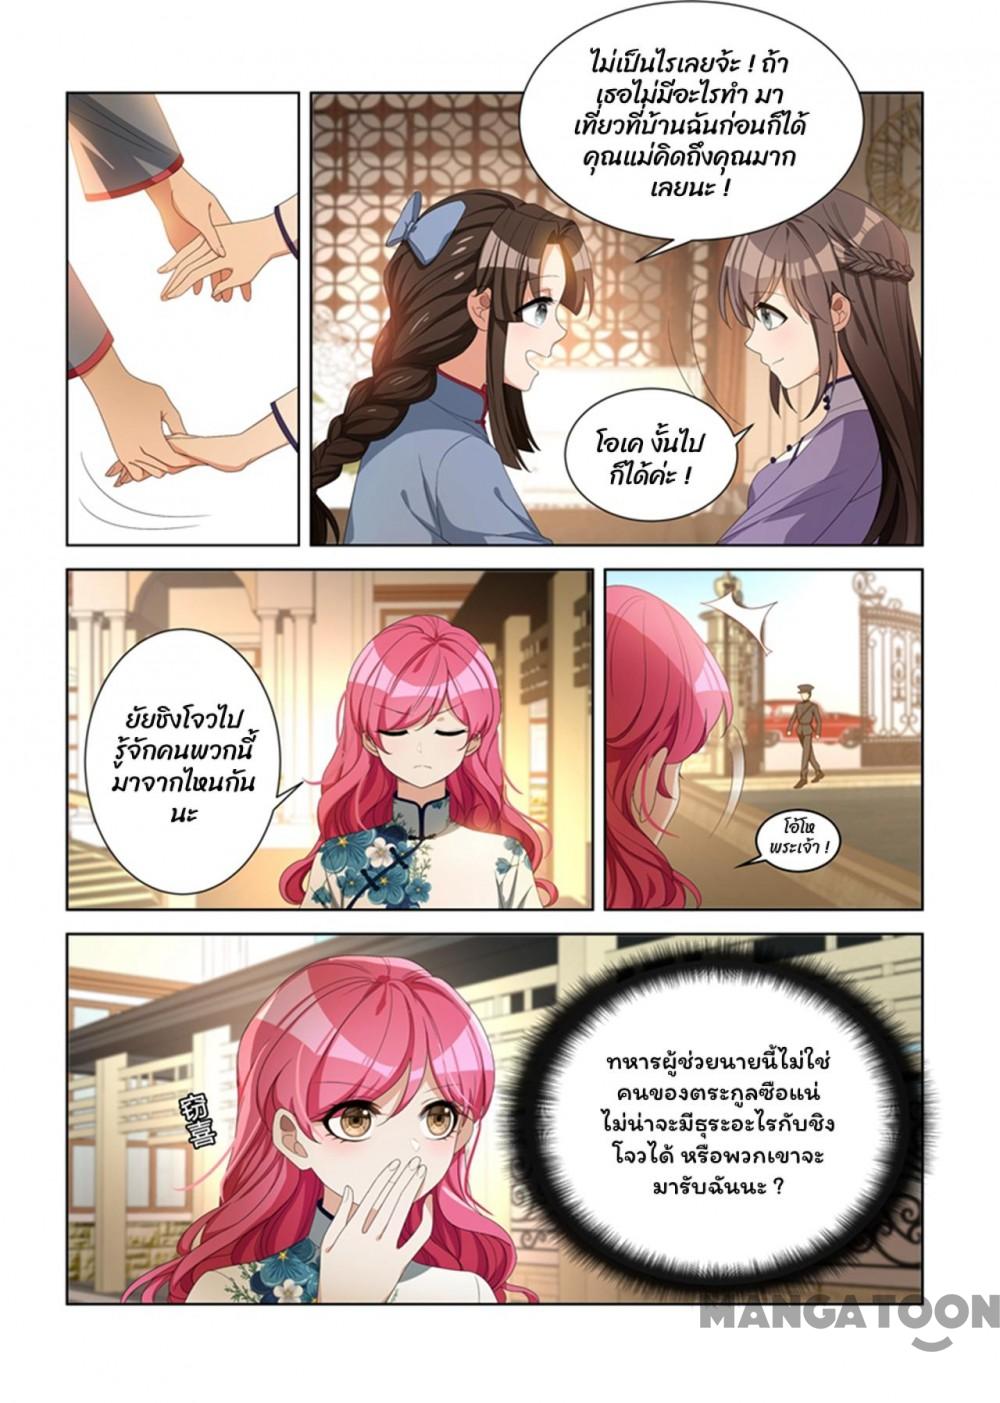 ไม่เป็นไรเลยจ้ะ ! ถ้า
เธอไม่มีอะไรทำ มา
เที่ยวที่บ้านฉันก่อนก็ได้
คุณแม่คิดถึงคุณมาก
เลยนะ !
โอเค งั้นไป
ก็ได้ค่ะ !
ยัยชิงโจวไป
รู้จักคนพวกนี้
มาจากไหนกัน
นะ
โอ้โห
พระเจ้า !
窃
喜
ทหารผู้ช่วยนายนี้ไม่ใช่
คนของตระกูลซือแน่
ไม่น่าจะมีธุระอะไรกับชิง
โจวได้ หรือพวกเขาจะ
มารับฉันนะ ?
MANGATOON